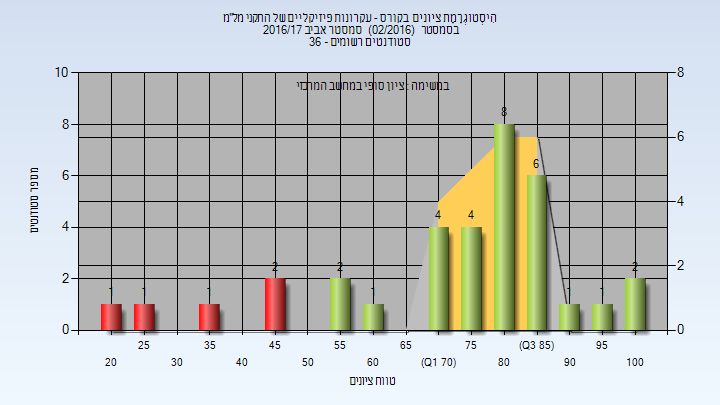 היסטוגרמת ציונים בקורס - עקרונות פיזיקליים של התקני מל"מ
בסמסטר (02/2016) סמסטר אביב 2016/17
סטודנטים רשומים - 36
במשימה : ציון סופי במחשב המרכזי
מספר סטודנטים
10 8 6 4 2 0
8 6 4 2 0
1 1 1 2 2 1 4 4 8 6 1 1 2
25 35 45 55 65 75 (Q3 85) 95
20 30 40 50 60 (Q1 70) 80 90 100
טווח ציונים